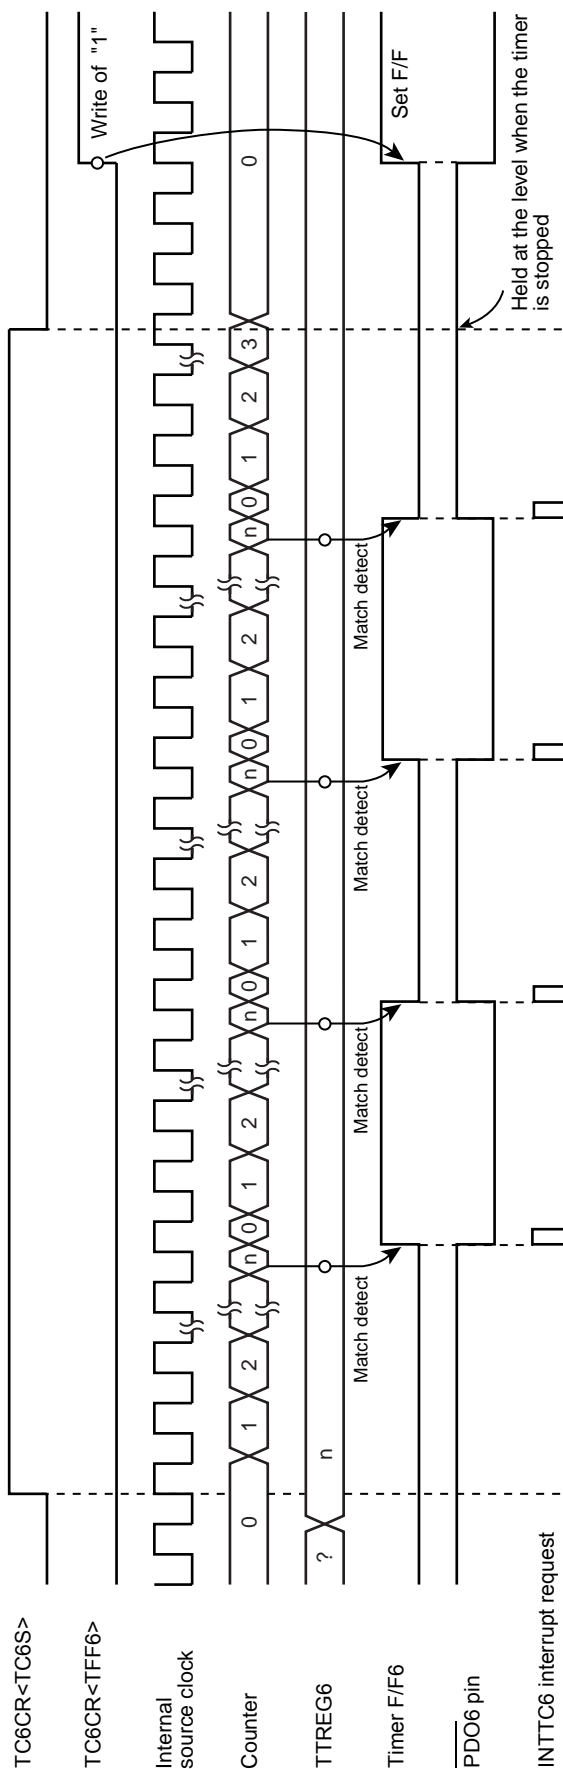 TC6CR<TC6S>
TC6CR<TFF6>
Write of "1"
Internal
source clock
Counter
0 1 2 n 0 1 2 n 0 1 2 n 0 1 2 n 0 1 2 3 0
TTREG6
? n
Match detect
Match detect
Match detect
Match detect
Timer F/F6
Set F/F
PDO6 pin
Held at the level when the timer
is stopped
INTTC6 interrupt request